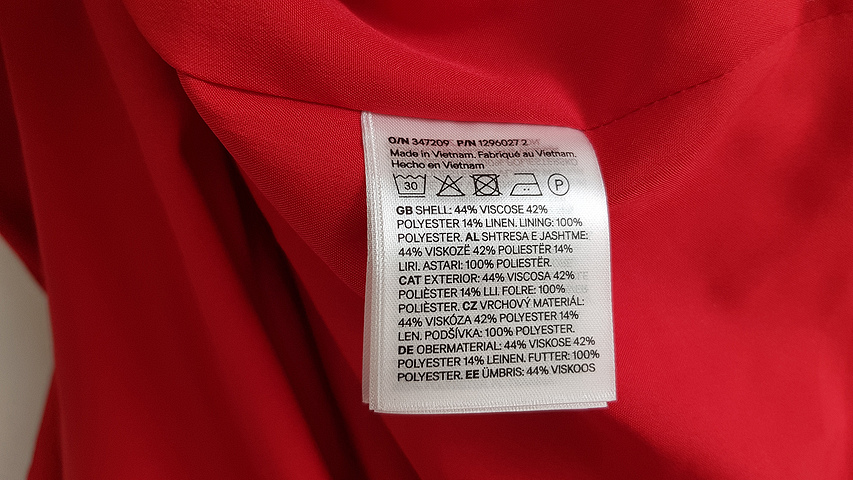 O/N 347209 P/N 1296027 2
Made in Vietnam. Fabriqué au Vietnam.
Hecho en Vietnam
30 P
GB SHELL: 44% VISCOSE 42%
POLYESTER 14% LINEN. LINING: 100%
POLYESTER. AL SHTRESA E JASHTME:
44% VISKOZË 42% POLIESTËR 14%
LIRI. ASTARI: 100% POLIESTËR.
CAT EXTERIOR: 44% VISCOSA 42%
POLIÈSTER 14% LLI. FOLRE: 100%
POLIÈSTER. CZ VRCHOVÝ MATERIÁL:
44% VISKÓZA 42% POLYESTER 14%
LEN. PODŠÍVKA: 100% POLYESTER.
DE OBERMATERIAL: 44% VISKOSE 42%
POLYESTER 14% LEINEN. FUTTER: 100%
POLYESTER. EE ÜMBRIS: 44% VISKOOS